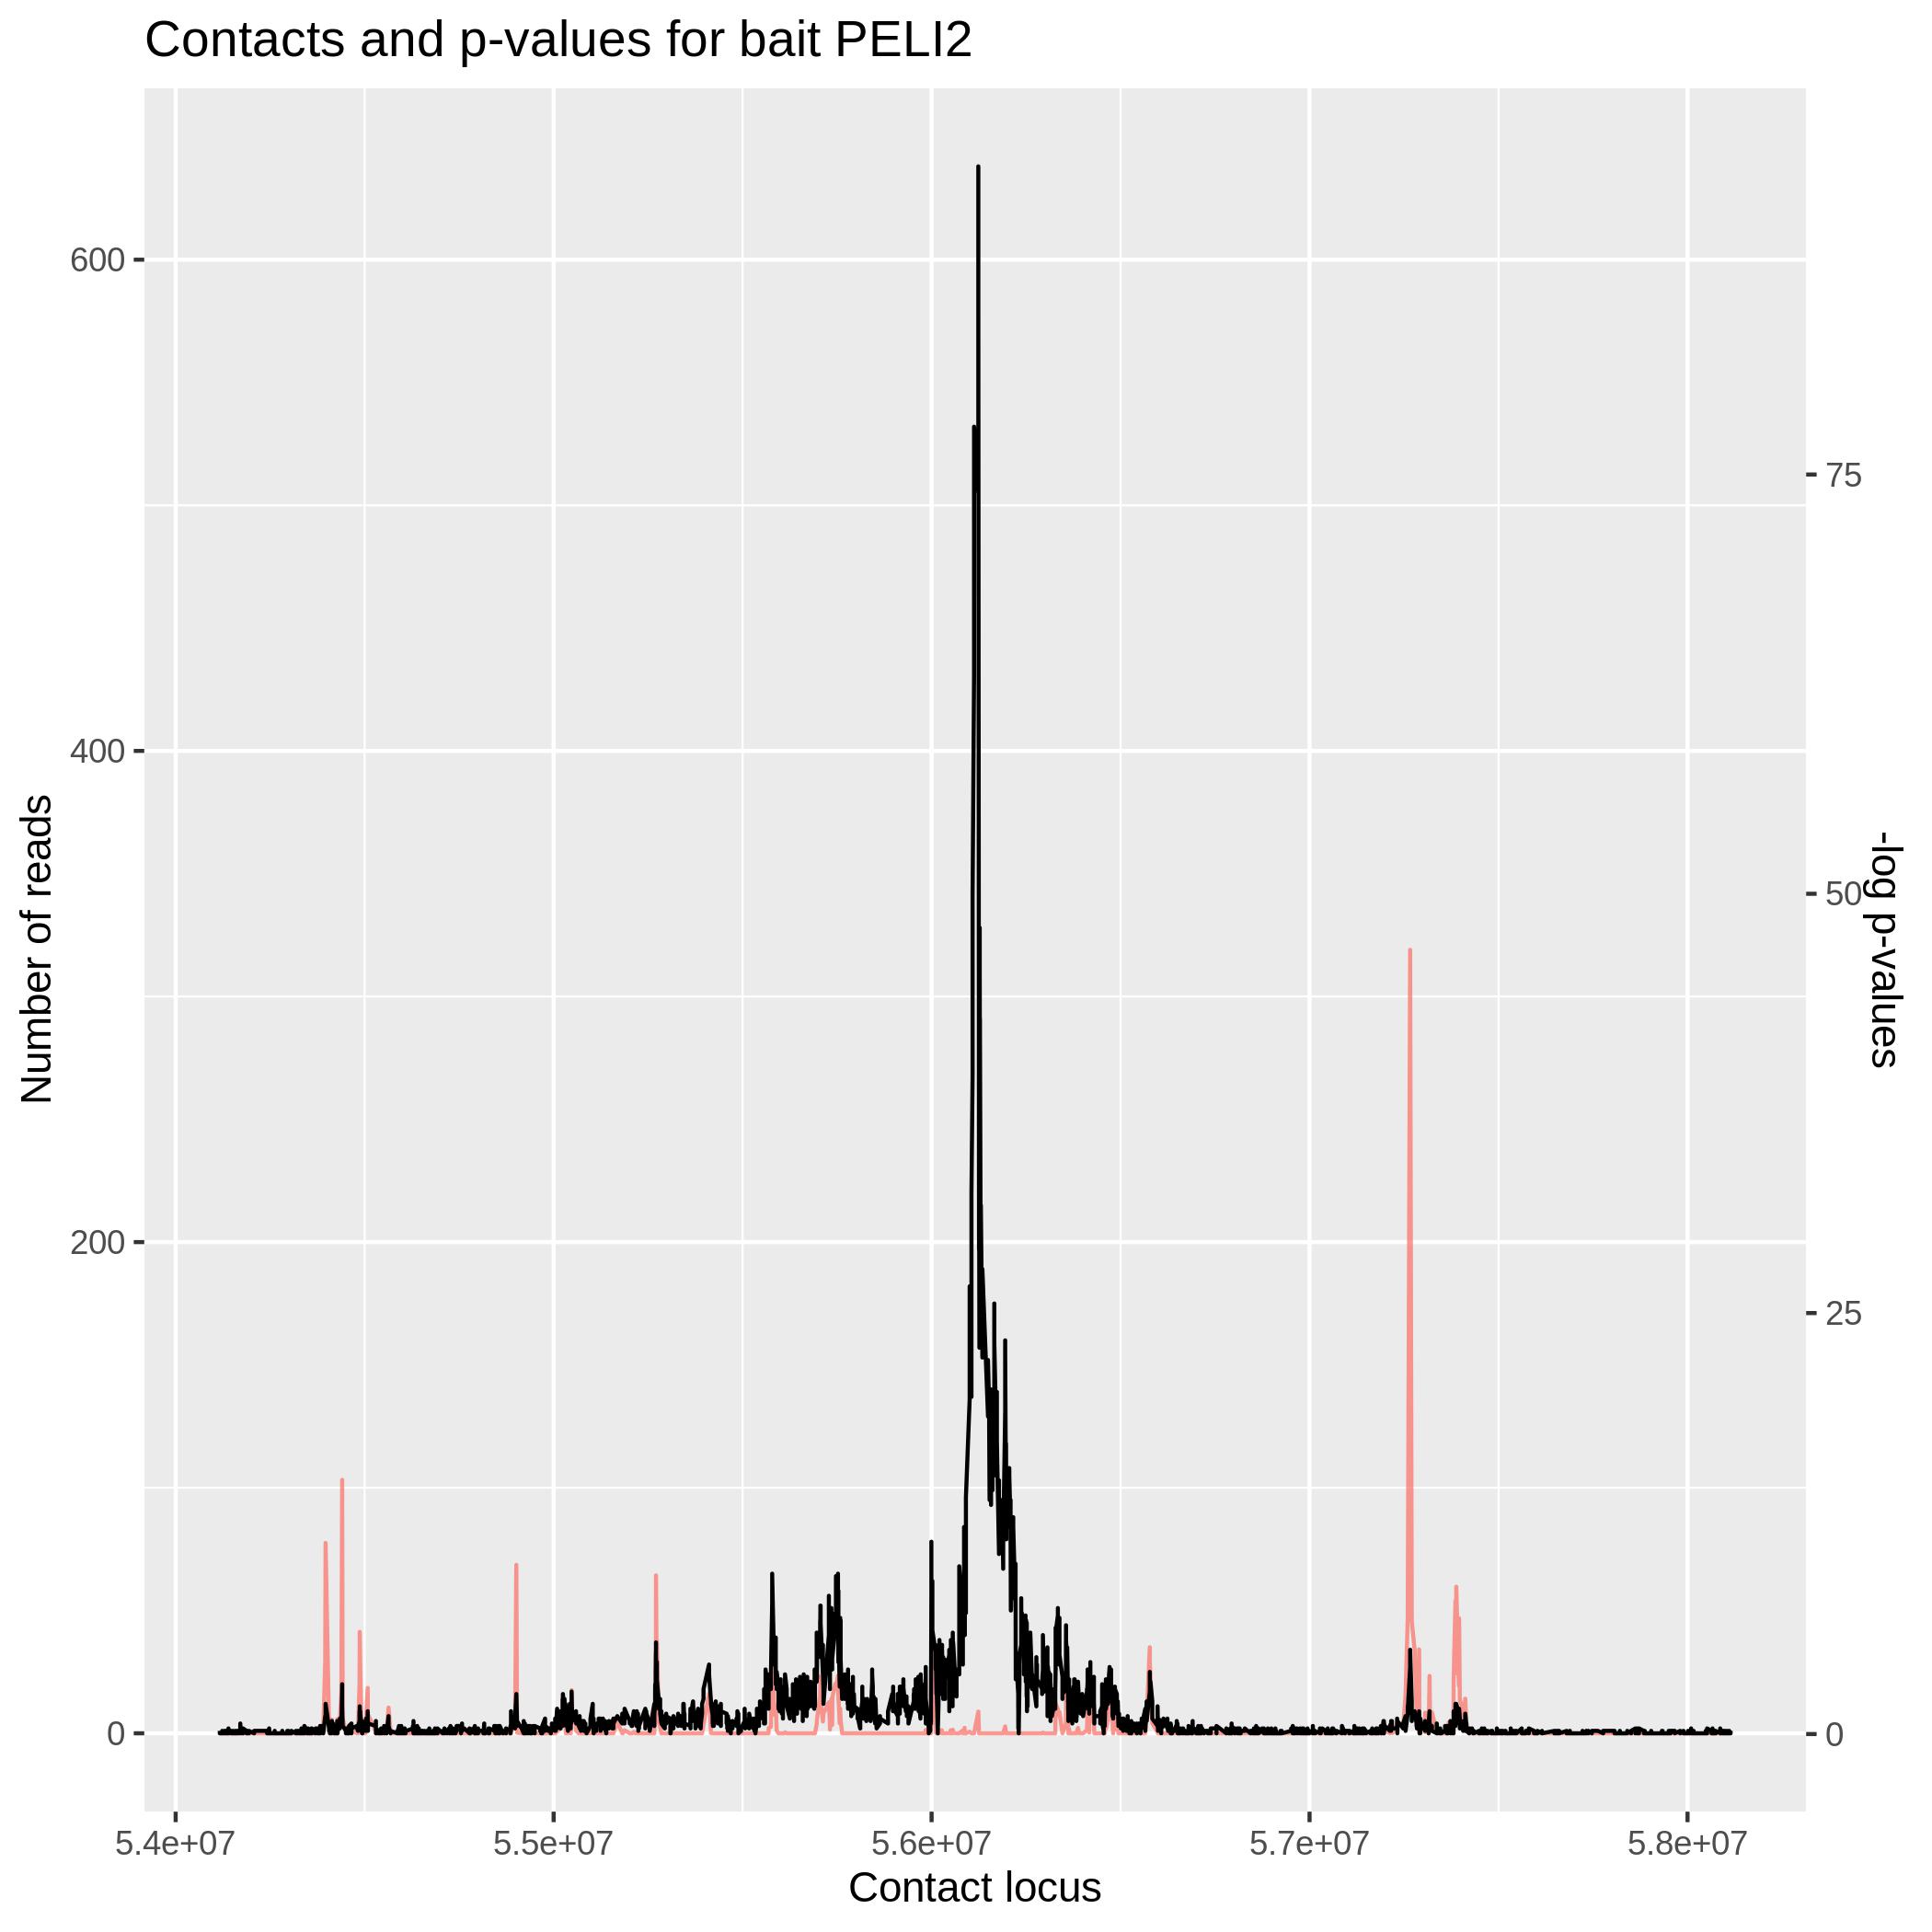 Contacts and p-values for bait PELI2
600
400
200
0
75
50
25
0
Number of reads
-log p-values
5.4e+07 5.5e+07 5.6e+07 5.7e+07 5.8e+07
Contact locus